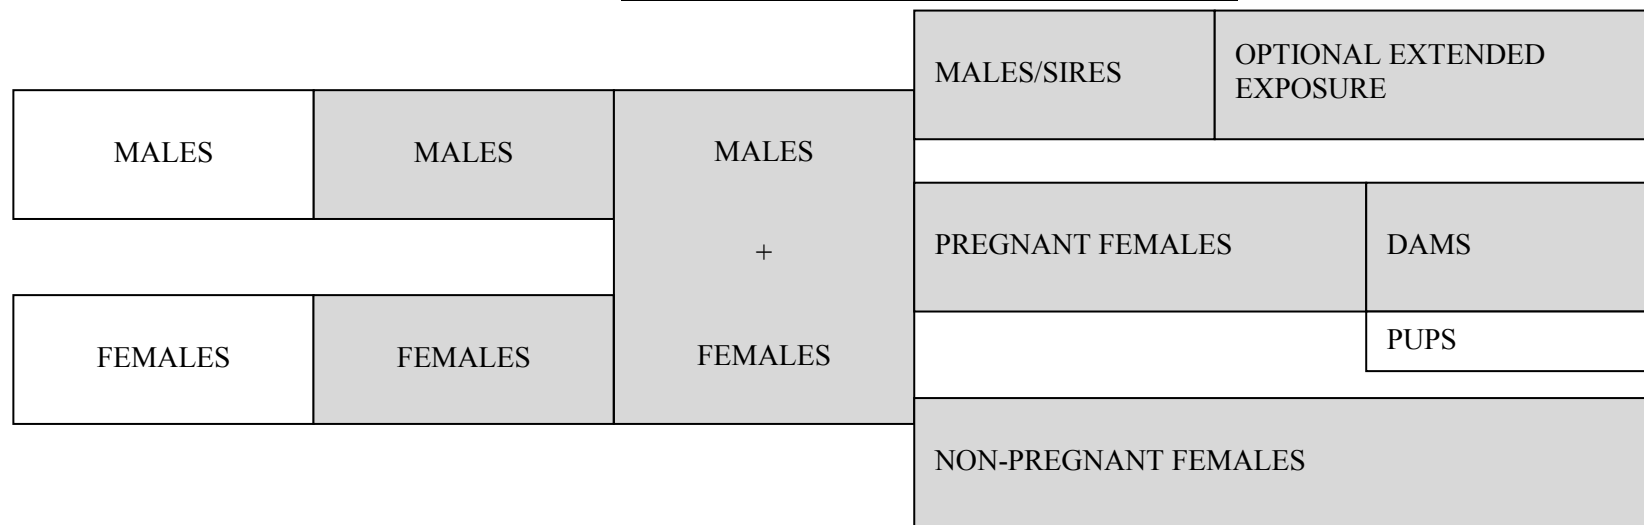 MALES/SIRES
OPTIONAL EXTENDED
EXPOSURE
MALES
MALES
MALES
PREGNANT FEMALES
DAMS
+
PUPS
FEMALES
FEMALES
FEMALES
NON-PREGNANT FEMALES